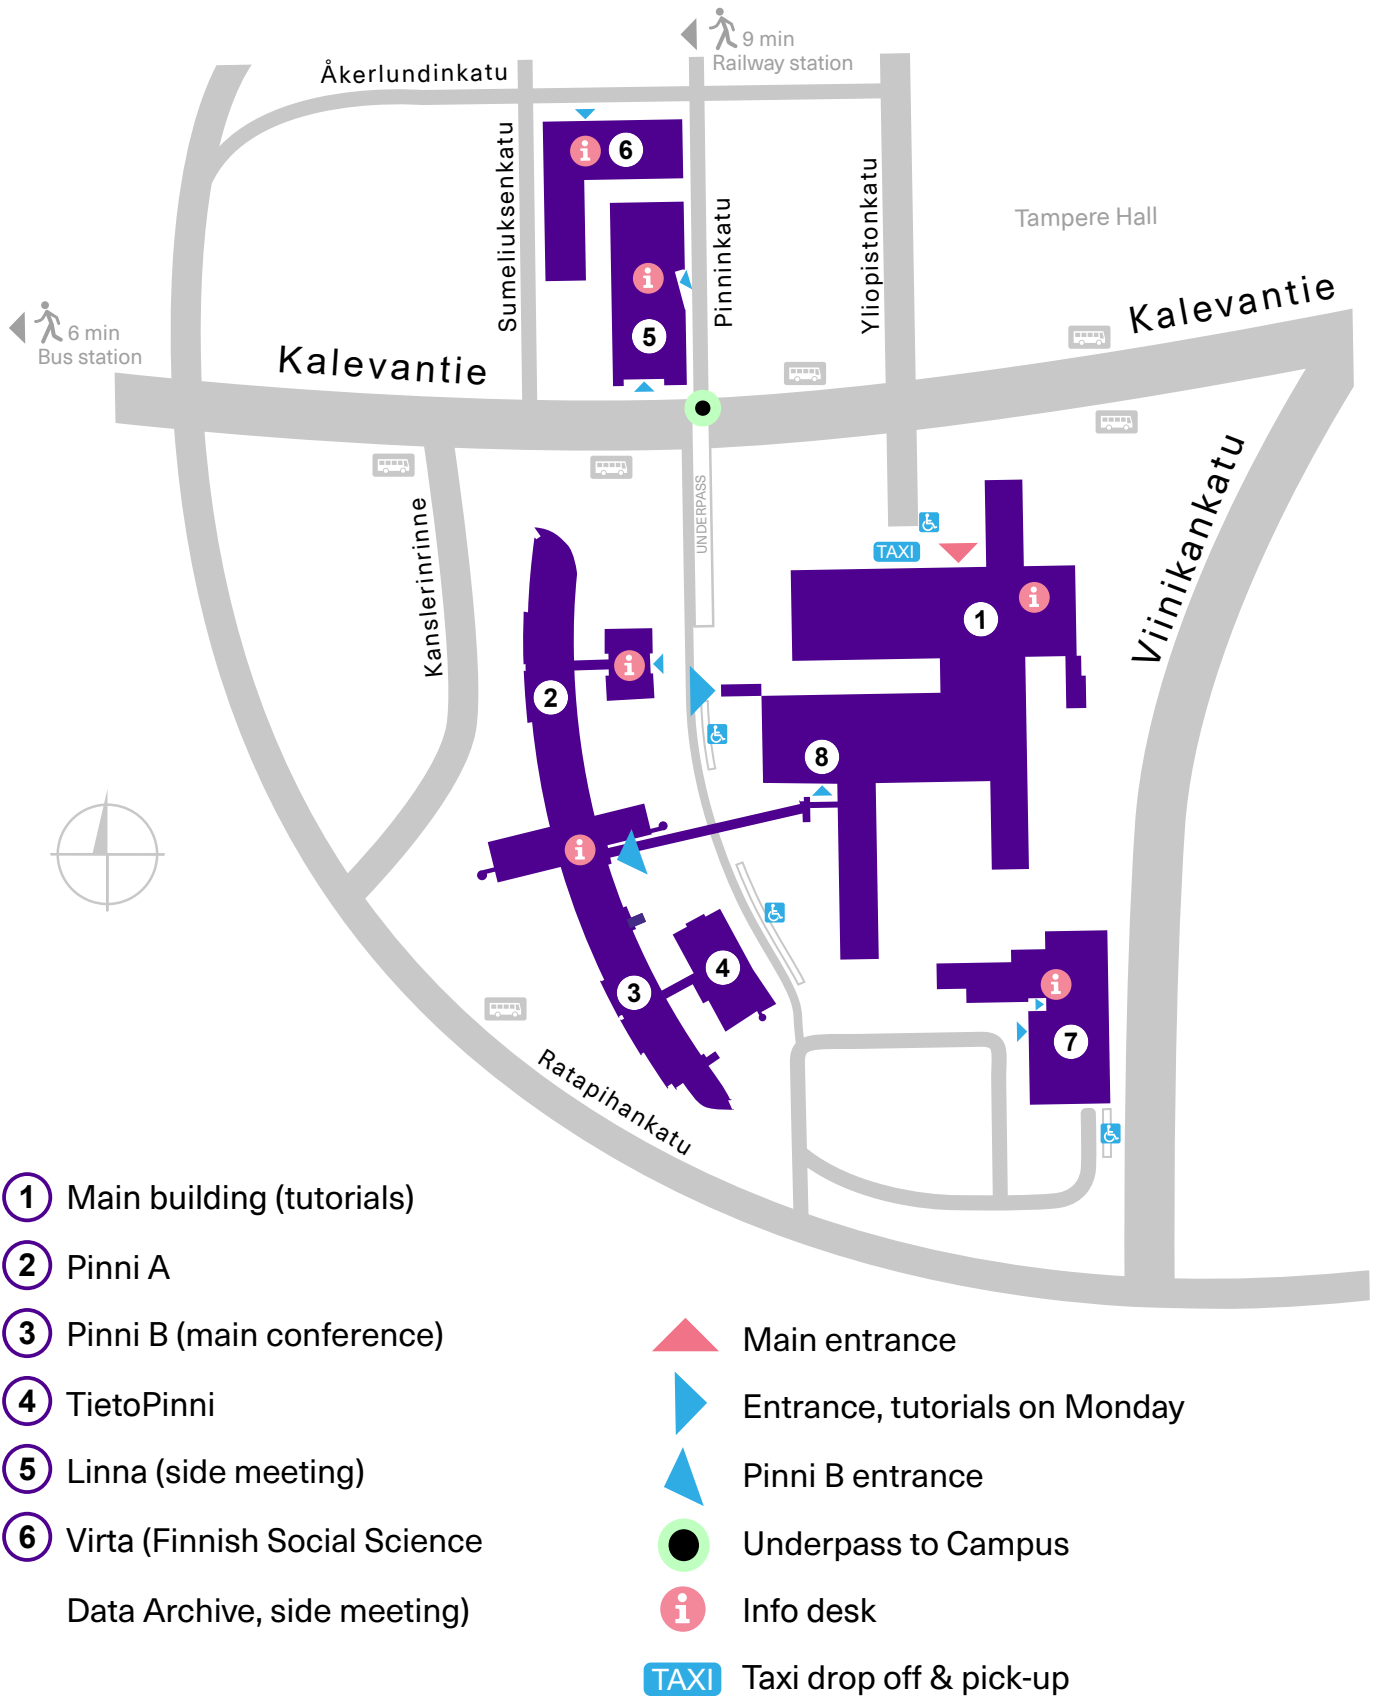 9 min
Railway station
Åkerlundinkatu
Sumeliuksenkatu
6
Pinninkatu
Yliopistonkatu
Tampere Hall
Kalevantie
6 min
Bus station
5
Kalevantie
UNDERPASS
Kanslerinrinne
Viinikankatu
TAXI
1
2
8
4
3
7
Ratapihankatu
1 Main building (tutorials)
2 Pinni A
3 Pinni B (main conference)
4 TietoPinni
5 Linna (side meeting)
6 Virta (Finnish Social Science
Data Archive, side meeting)
Main entrance
Entrance, tutorials on Monday
Pinni B entrance
Underpass to Campus
i Info desk
TAXI Taxi drop off & pick-up